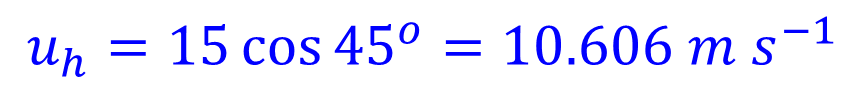 u_h = 15 cos 45^o = 10.606 m s^{-1}